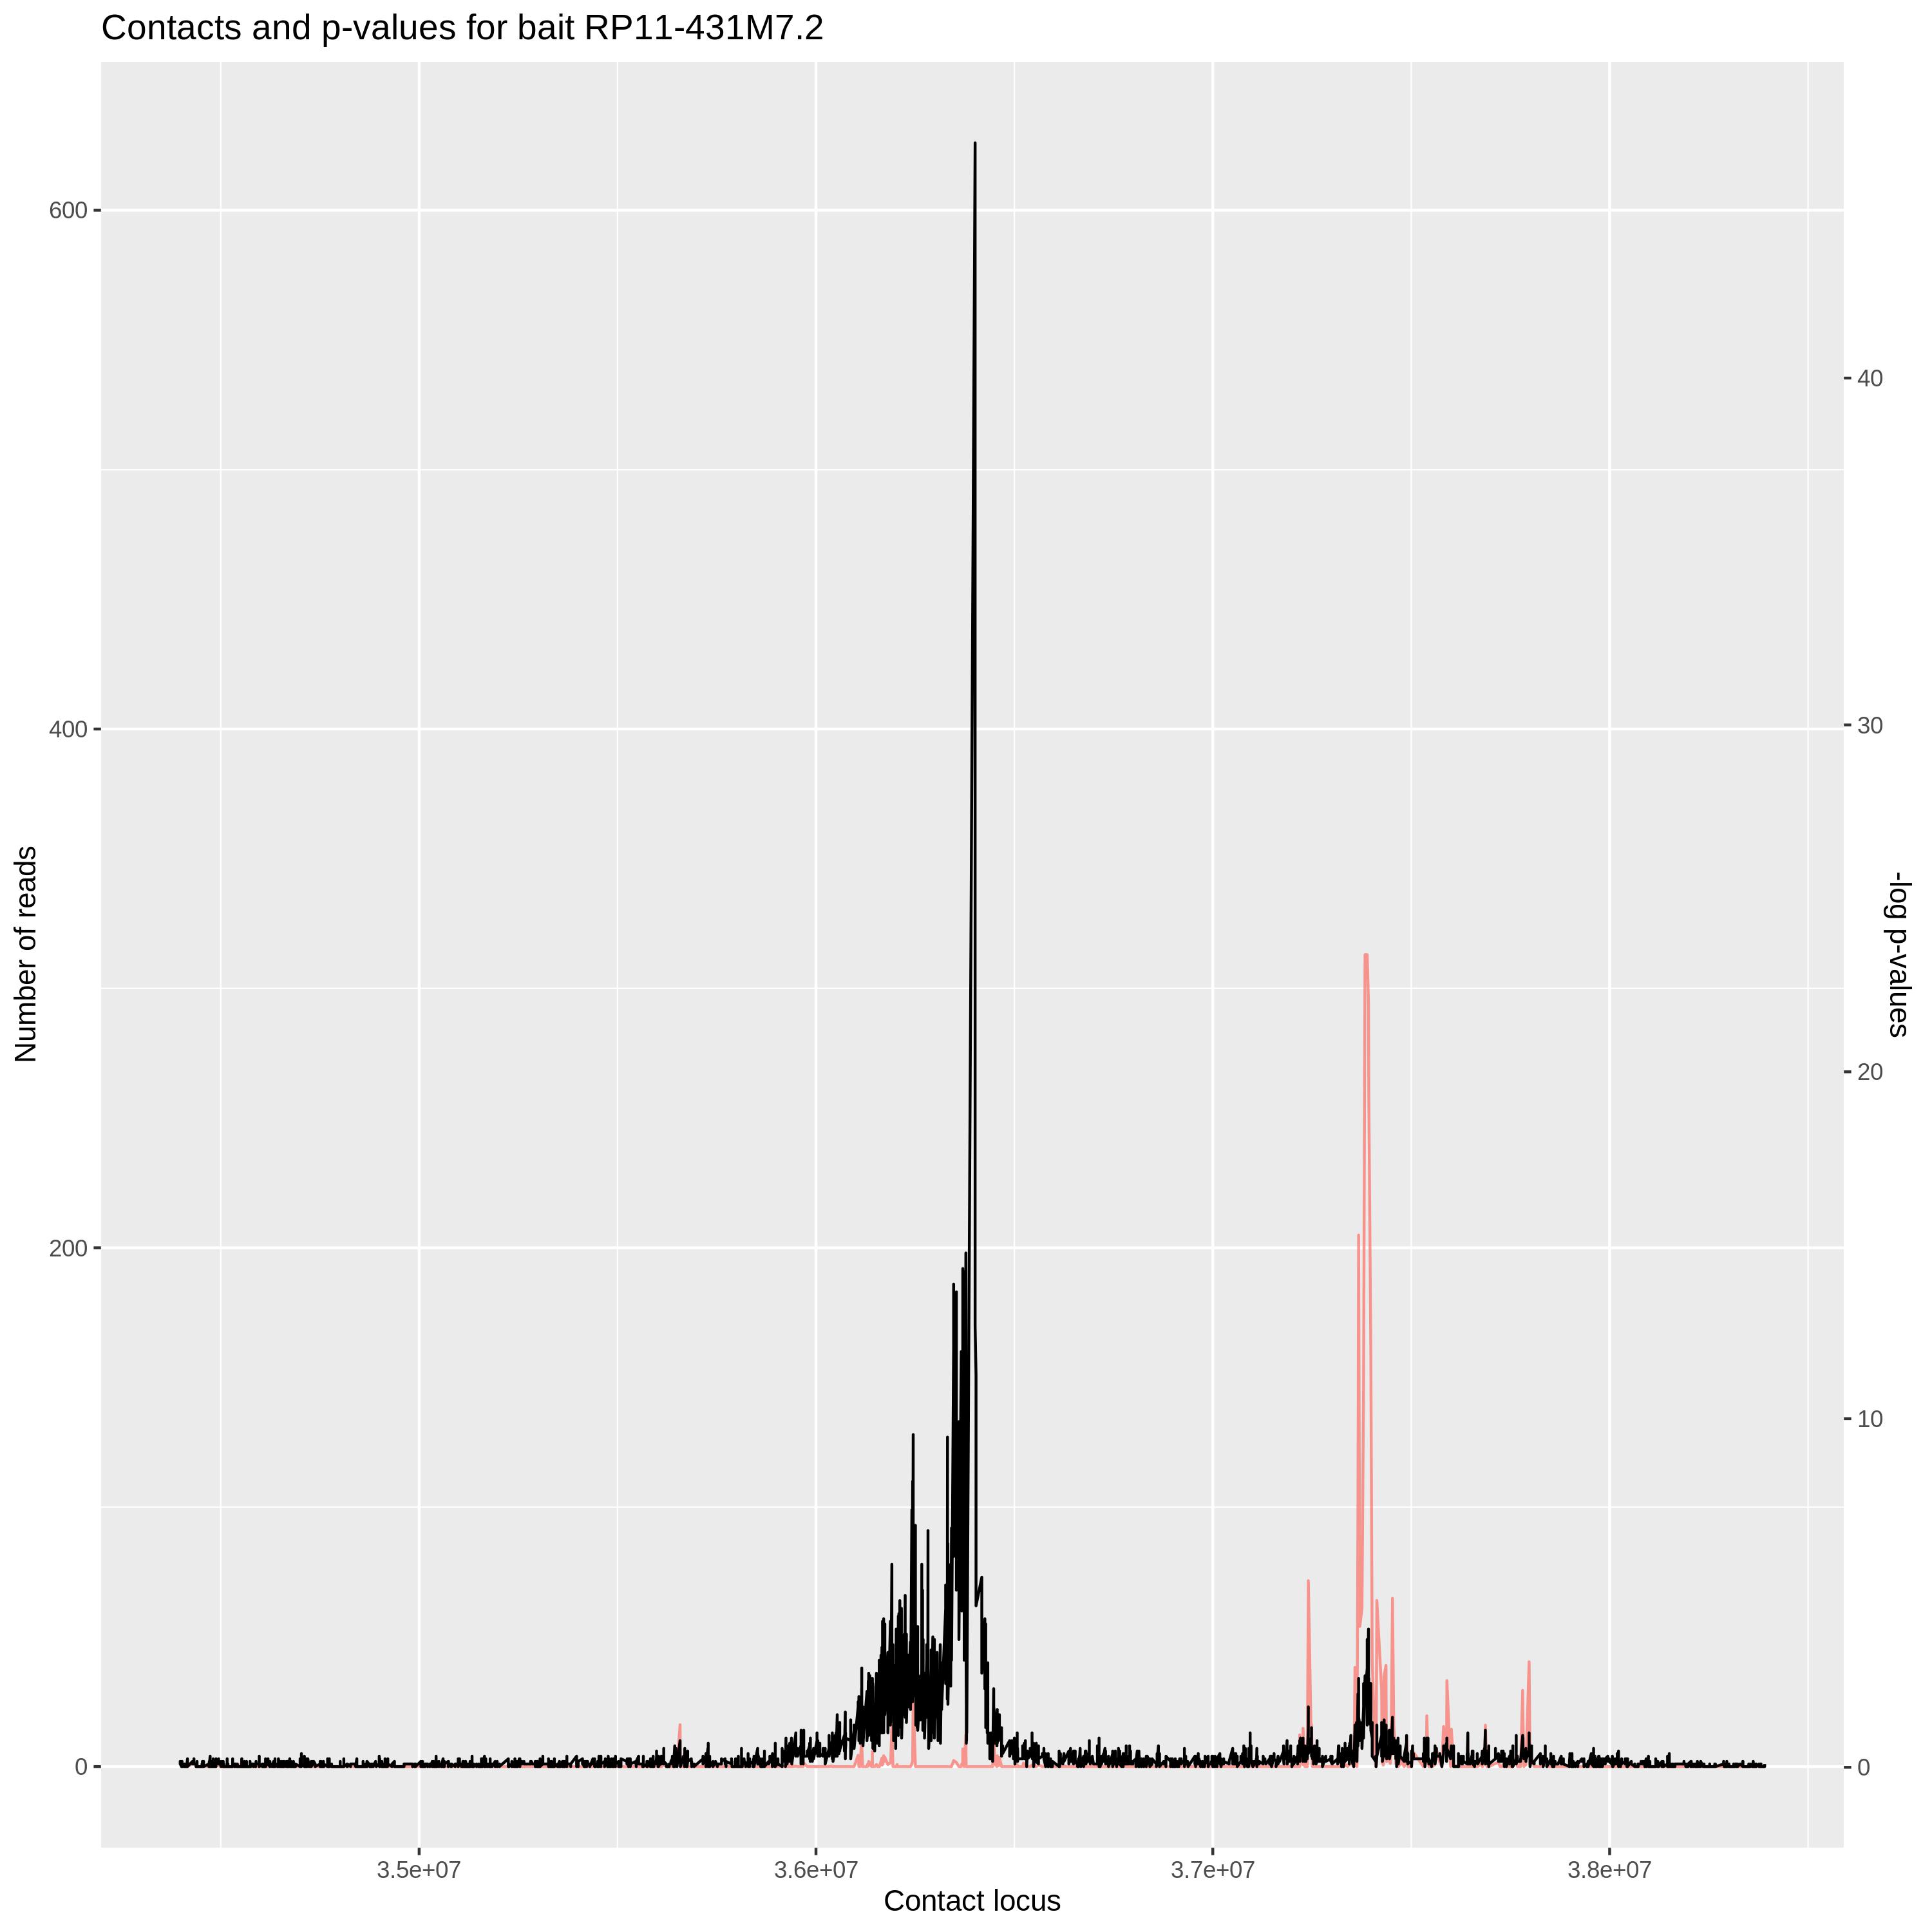 Contacts and p-values for bait RP11-431M7.2
600
400
200
0
Number of reads
40
30
20
10
0
-log p-values
3.5e+07
3.6e+07
3.7e+07
3.8e+07
Contact locus